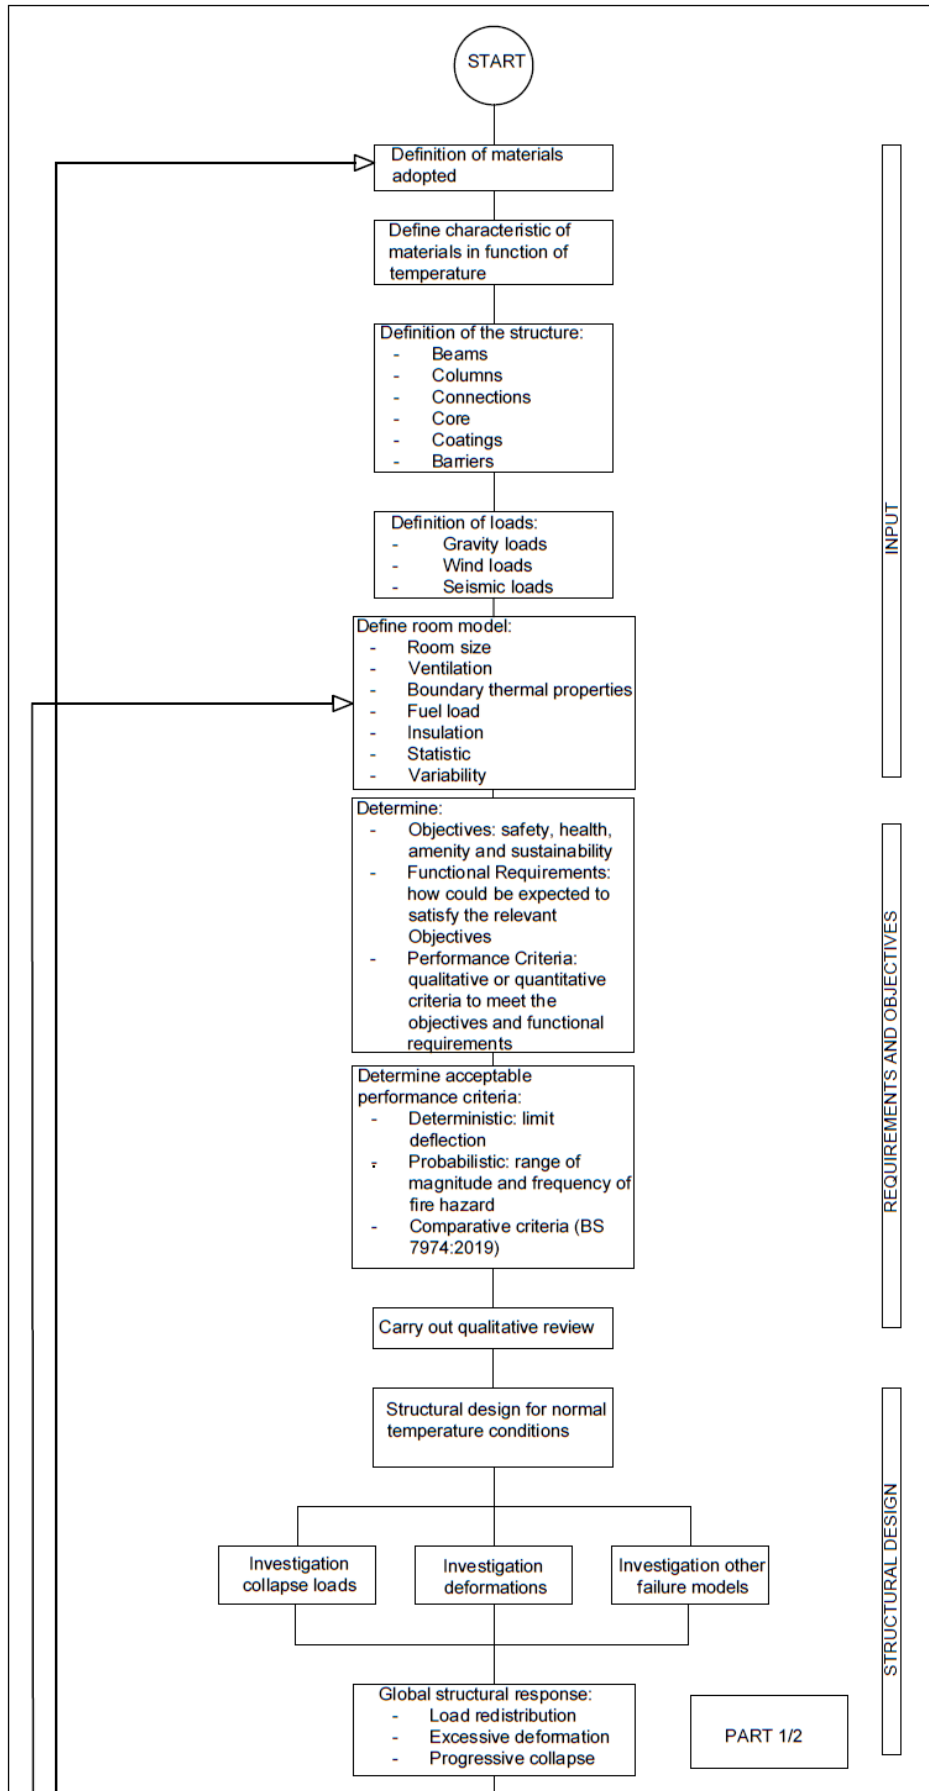 START
Definition of materials
adopted
Define characteristic of
materials in function of
temperature
Definition of the structure:
- Beams
- Columns
- Connections
- Core
- Coatings
- Barriers
Definition of loads:
- Gravity loads
- Wind loads
- Seismic loads
Define room model:
- Room size
- Ventilation
- Boundary thermal properties
- Fuel load
- Insulation
- Statistic
- Variability
INPUT
Determine:
- Objectives: safety, health,
amenity and sustainability
- Functional Requirements:
how could be expected to
satisfy the relevant
Objectives
- Performance Criteria:
qualitative or quantitative
criteria to meet the
objectives and functional
requirements
Determine acceptable
performance criteria:
- Deterministic: limit
deflection
- Probabilistic: range of
magnitude and frequency of
fire hazard
- Comparative criteria (BS
7974:2019)
Carry out qualitative review
REQUIREMENTS AND OBJECTIVES
Structural design for normal
temperature conditions
Investigation
collapse loads
Investigation
deformations
Investigation other
failure models
Global structural response:
- Load redistribution
- Excessive deformation
- Progressive collapse
STRUCTURAL DESIGN
PART 1/2